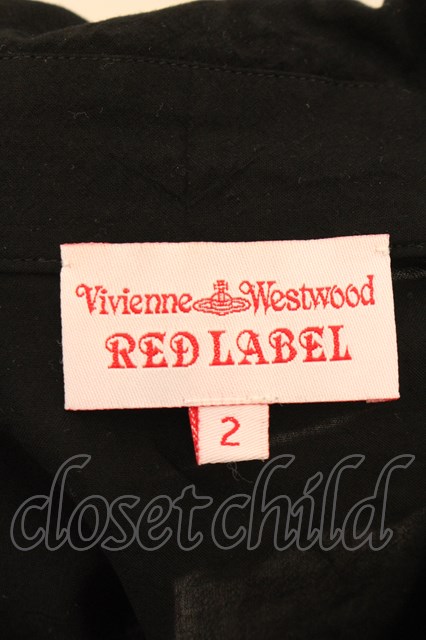 Vivienne Westwood
RED LABEL
2
closetchild